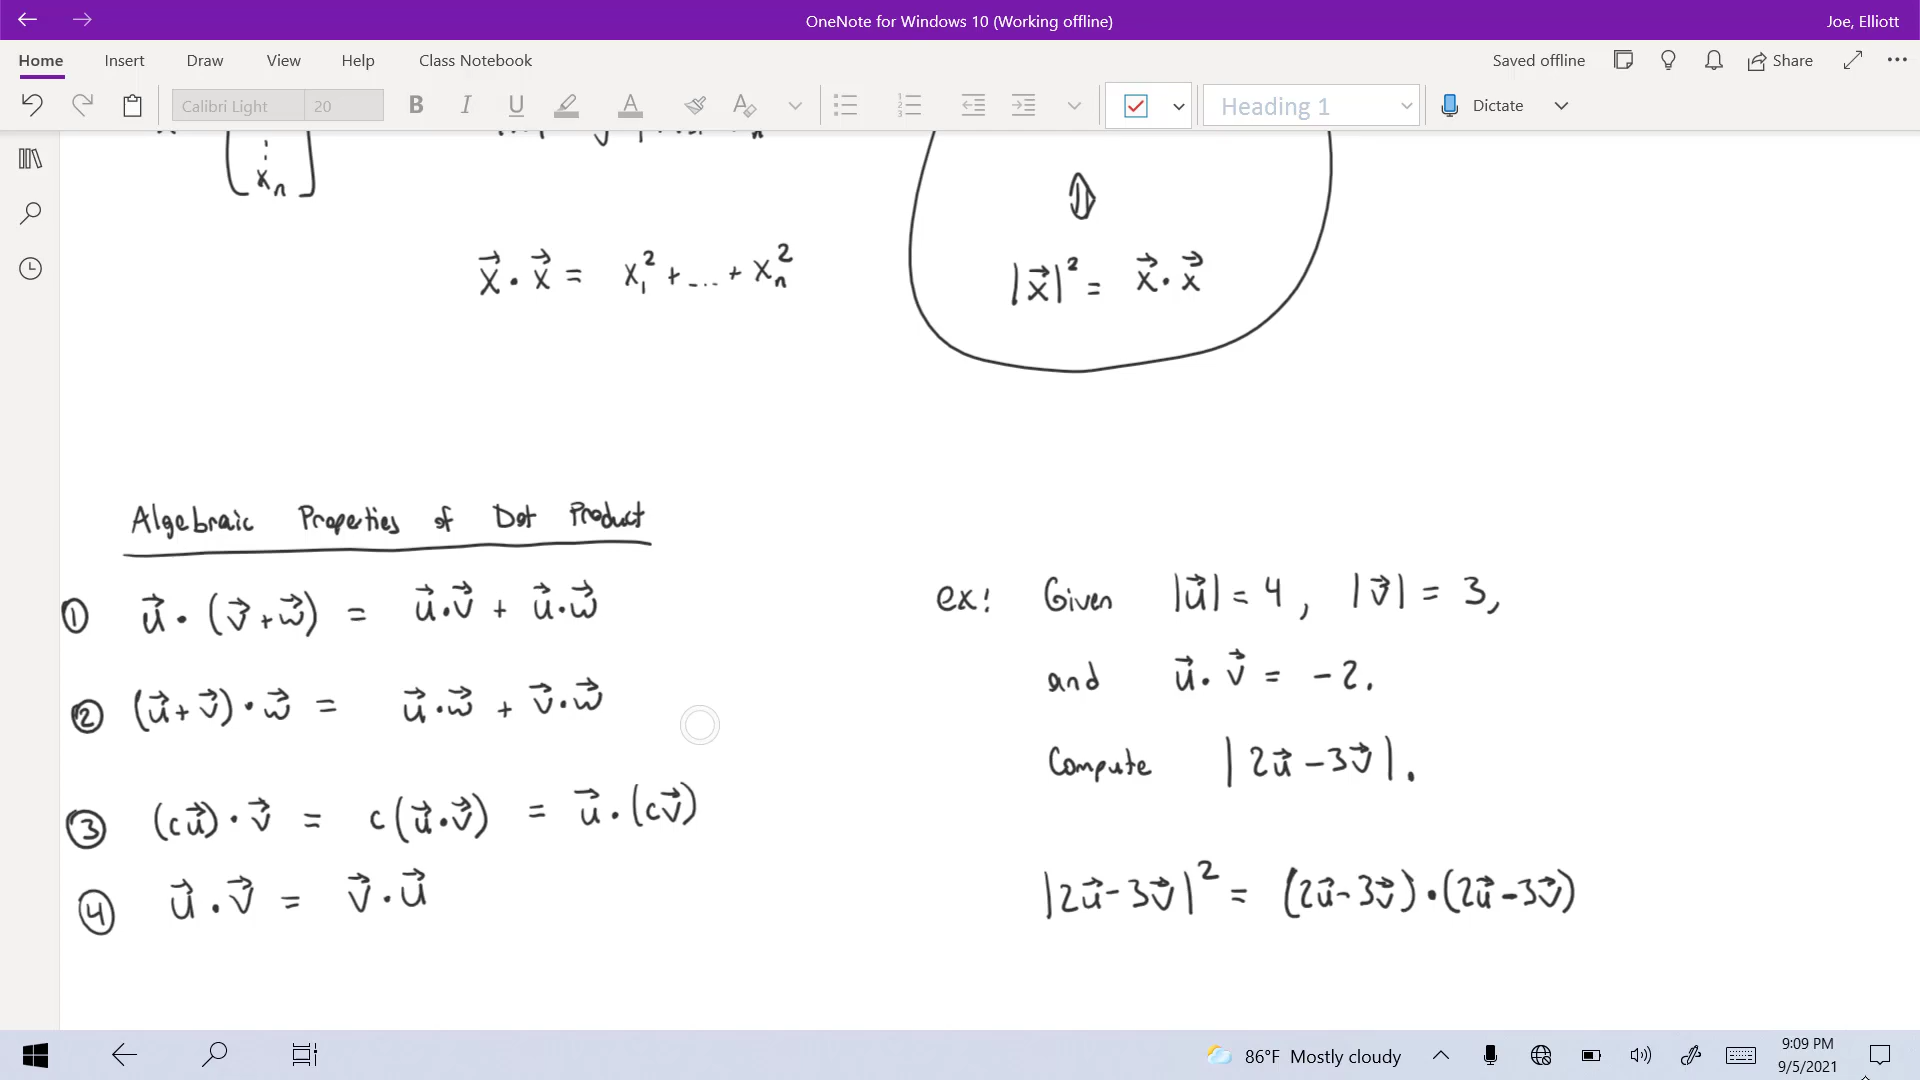 OneNote for Windows 10 (Working offline)
Joe, Elliott
Home Insert Draw View Help Class Notebook
Saved offline Share
Calibri Light 20 B I U Heading 1 Dictate
⋮
xₙ
x⃗ · x⃗ = x₁² + ... + xₙ²
|x⃗|² = x⃗ · x⃗
Algebraic Properties of Dot Product
① u⃗ · (v⃗ + w⃗) = u⃗ · v⃗ + u⃗ · w⃗
② (u⃗ + v⃗) · w⃗ = u⃗ · w⃗ + v⃗ · w⃗
③ (cu⃗) · v⃗ = c(u⃗ · v⃗) = u⃗ · (cv⃗)
④ u⃗ · v⃗ = v⃗ · u⃗
ex: Given |u⃗| = 4, |v⃗| = 3,
and u⃗ · v⃗ = -2.
Compute |2u⃗ - 3v⃗|.
|2u⃗ - 3v⃗|² = (2u⃗ - 3v⃗) · (2u⃗ - 3v⃗)
86°F Mostly cloudy
9:09 PM
9/5/2021